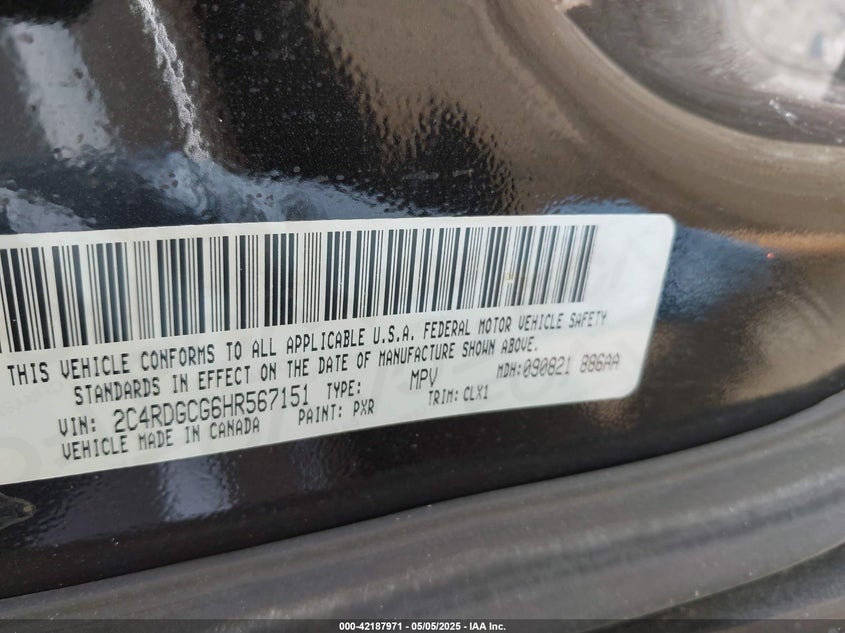 THIS VEHICLE CONFORMS TO ALL APPLICABLE U.S.A. FEDERAL MOTOR VEHICLE SAFETY
STANDARDS IN EFFECT ON THE DATE OF MANUFACTURE SHOWN ABOVE.
VIN: 2C4RDGCG6HR567151 TYPE: MPV MDH:090821 886AA
VEHICLE MADE IN CANADA PAINT: PXR TRIM: CLX1
000-42187971 - 05/05/2025 - IAA Inc.